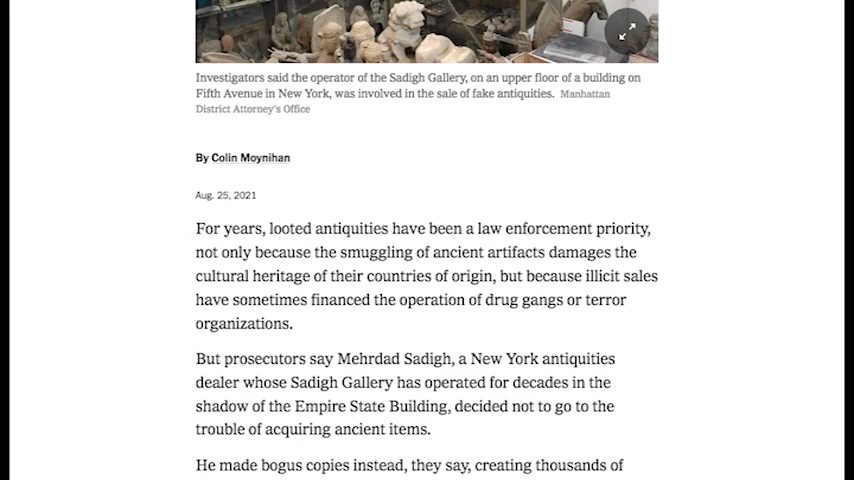 Investigators said the operator of the Sadigh Gallery, on an upper floor of a building on
Fifth Avenue in New York, was involved in the sale of fake antiquities. Manhattan
District Attorney's Office
By Colin Moynihan
Aug. 25, 2021
For years, looted antiquities have been a law enforcement priority,
not only because the smuggling of ancient artifacts damages the
cultural heritage of their countries of origin, but because illicit sales
have sometimes financed the operation of drug gangs or terror
organizations.
But prosecutors say Mehrdad Sadigh, a New York antiquities
dealer whose Sadigh Gallery has operated for decades in the
shadow of the Empire State Building, decided not to go to the
trouble of acquiring ancient items.
He made bogus copies instead, they say, creating thousands of